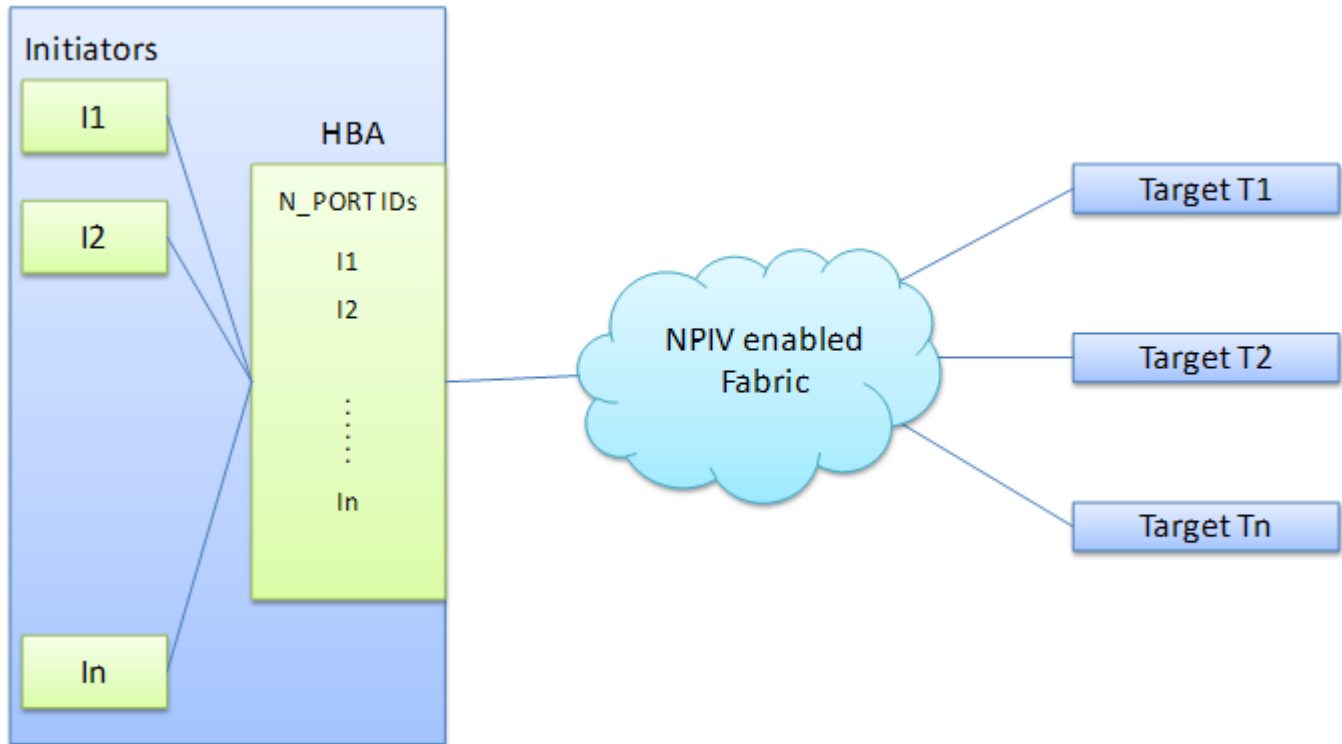 Initiators
I1
I2
In
HBA
N_PORT IDs
I1
I2
......
In
NPIV enabled
Fabric
Target T1
Target T2
Target Tn